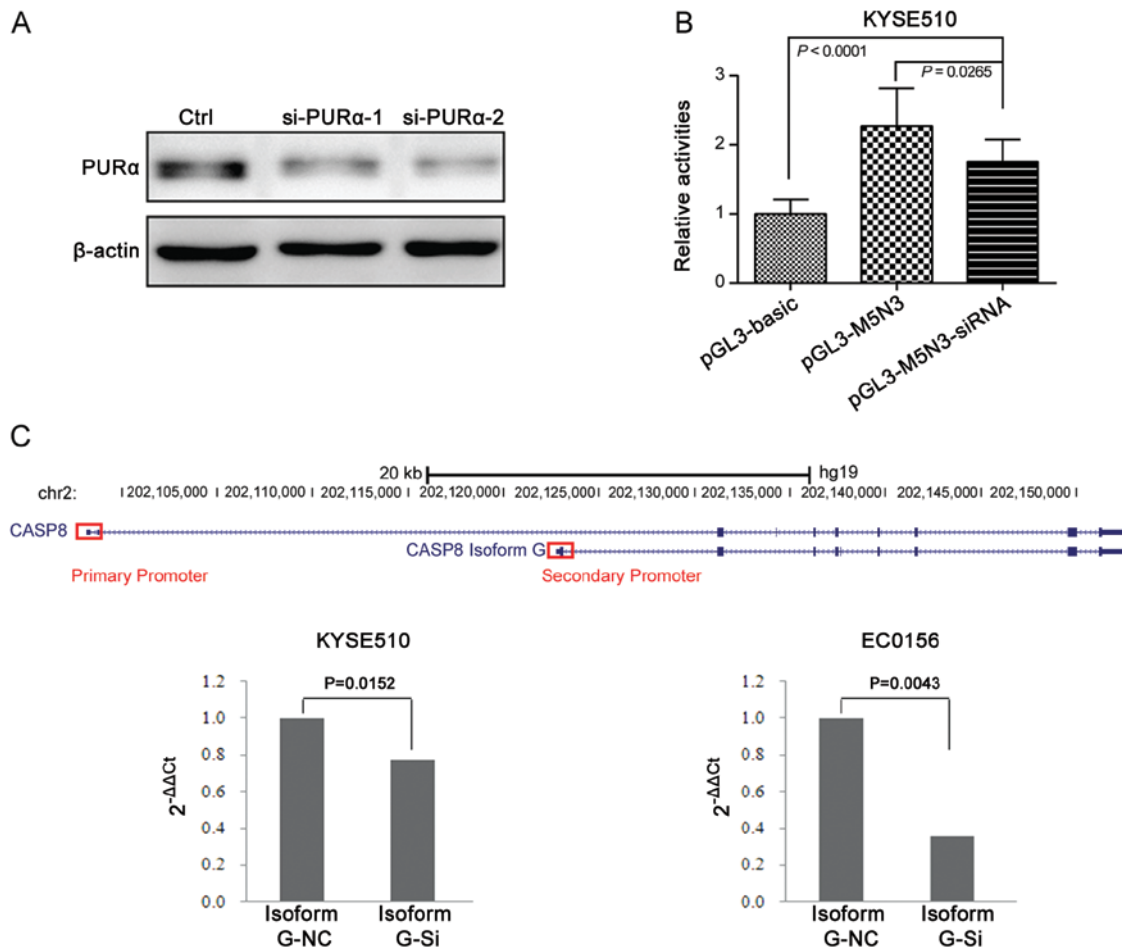 A
Ctrl si-PURα-1 si-PURα-2
PURα
β-actin
B
KYSE510
P < 0.0001
P = 0.0265
Relative activities
3
2
1
0
pGL3-basic
pGL3-M5N3
pGL3-M5N3-siRNA
C
20 kb hg19
chr2: 202,105,000 202,110,000 202,115,000 202,120,000 202,125,000 202,130,000 202,135,000 202,140,000 202,145,000 202,150,000
CASP8
CASP8 Isoform G
Primary Promoter Secondary Promoter
KYSE510
P=0.0152
2-ΔΔCt
1.2
1.0
0.8
0.6
0.4
0.2
0.0
Isoform Isoform
G-NC G-Si
EC0156
P=0.0043
2-ΔΔCt
1.2
1.0
0.8
0.6
0.4
0.2
0.0
Isoform Isoform
G-NC G-Si